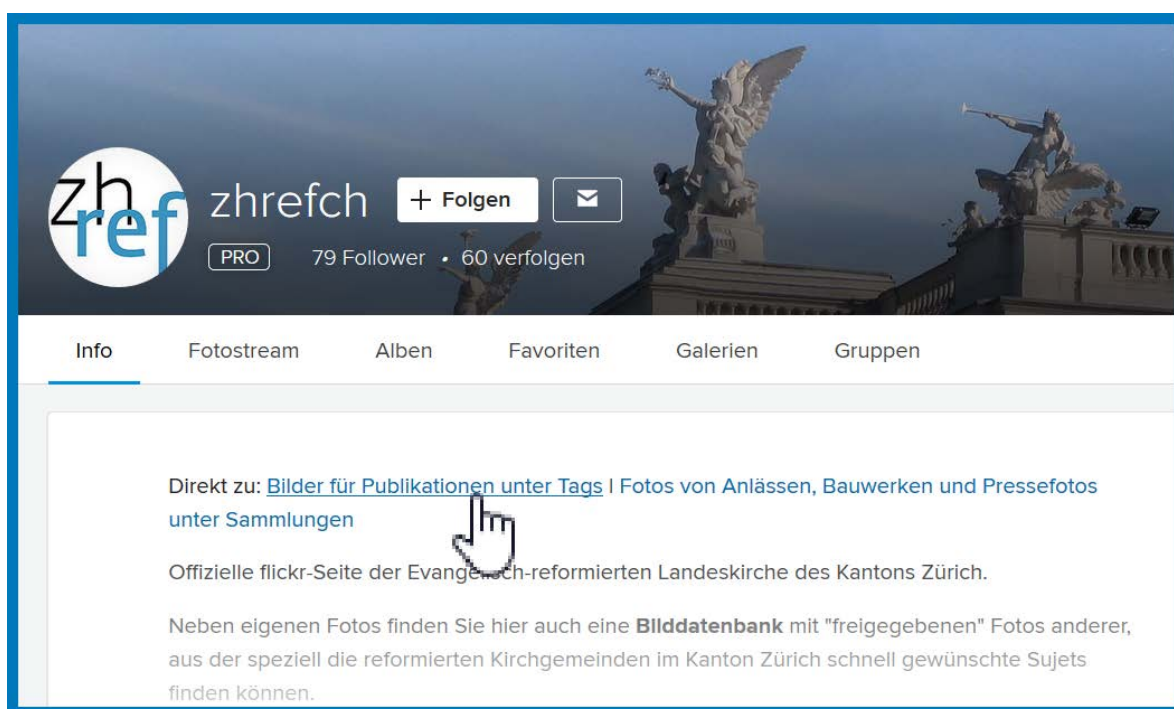 zh
ref
zhrefch + Folgen
PRO 79 Follower • 60 verfolgen
Info Fotostream Alben Favoriten Galerien Gruppen
Direkt zu: Bilder für Publikationen unter Tags | Fotos von Anlässen, Bauwerken und Pressefotos
unter Sammlungen
Offizielle flickr-Seite der Evangelisch-reformierten Landeskirche des Kantons Zürich.
Neben eigenen Fotos finden Sie hier auch eine BIlddatenbank mit "freigegebenen" Fotos anderer,
aus der speziell die reformierten Kirchgemeinden im Kanton Zürich schnell gewünschte Sujets
finden können.